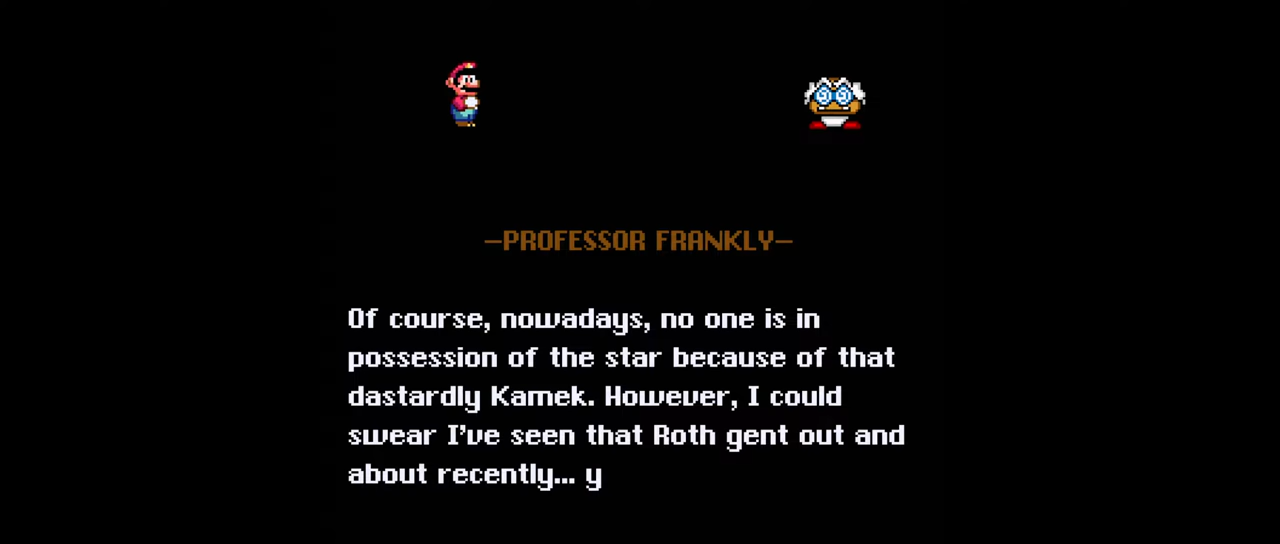 —PROFESSOR FRANKLY—
Of course, nowadays, no one is in
possession of the star because of that
dastardly Kamek. However, I could
swear I've seen that Roth gent out and
about recently... y